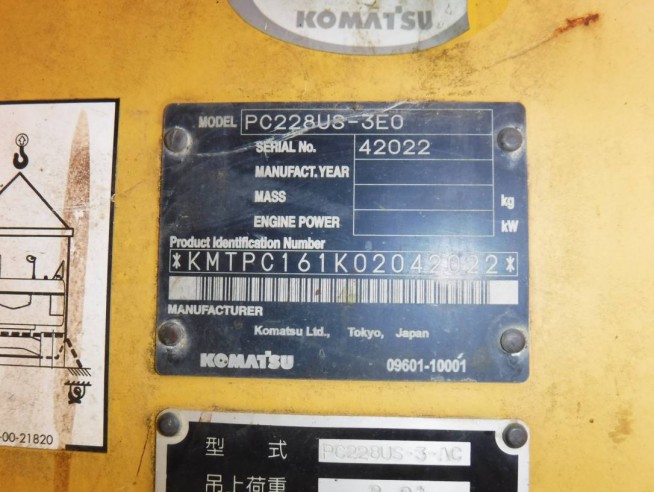 KOMATSU
MODEL PC228US-3E0
SERIAL No. 42022
MANUFACT. YEAR
MASS kg
ENGINE POWER kW
Product Identification Number
*KMTPC161K02042022*
MANUFACTURER
Komatsu Ltd., Tokyo, Japan
KOMATSU 09601-10001
-00-21820
型式 PC228US-3-AC
吊上荷重